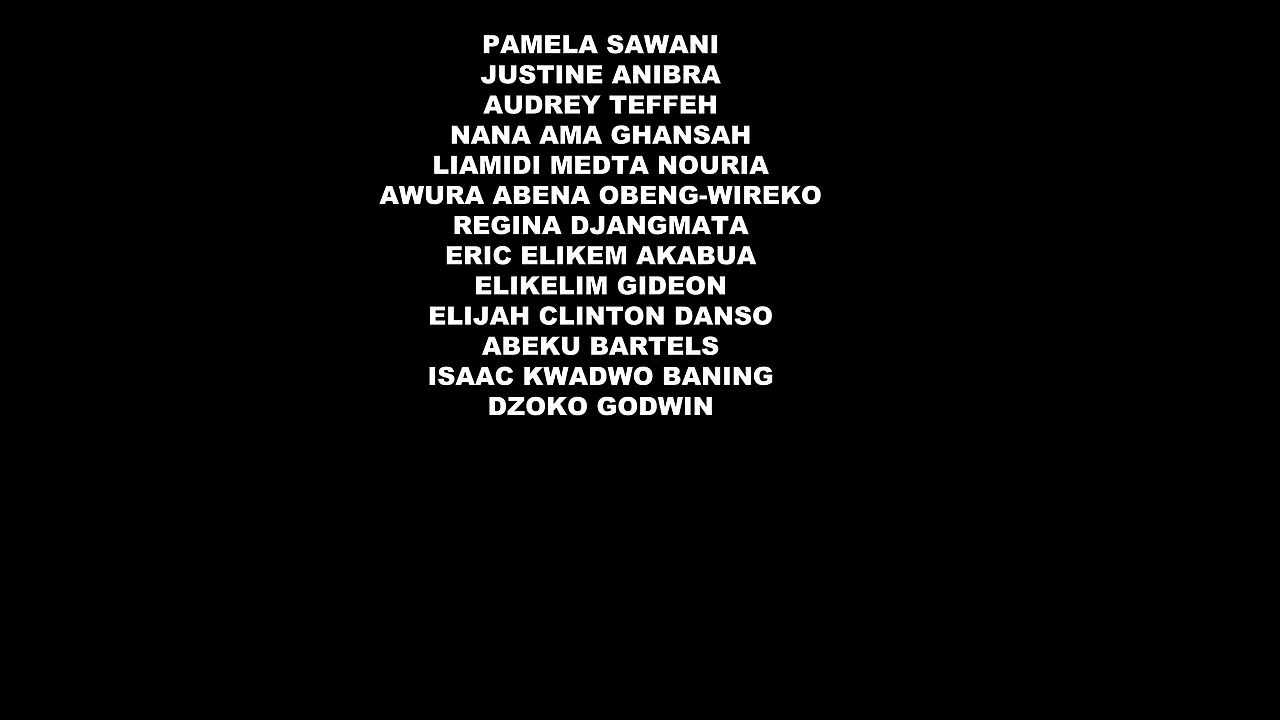 PAMELA SAWANI
JUSTINE ANIBRA
AUDREY TEFFEH
NANA AMA GHANSAH
LIAMIDI MEDTA NOURIA
AWURA ABENA OBENG-WIREKO
REGINA DJANGMATA
ERIC ELIKEM AKABUA
ELIKELIM GIDEON
ELIJAH CLINTON DANSO
ABEKU BARTELS
ISAAC KWADWO BANING
DZOKO GODWIN